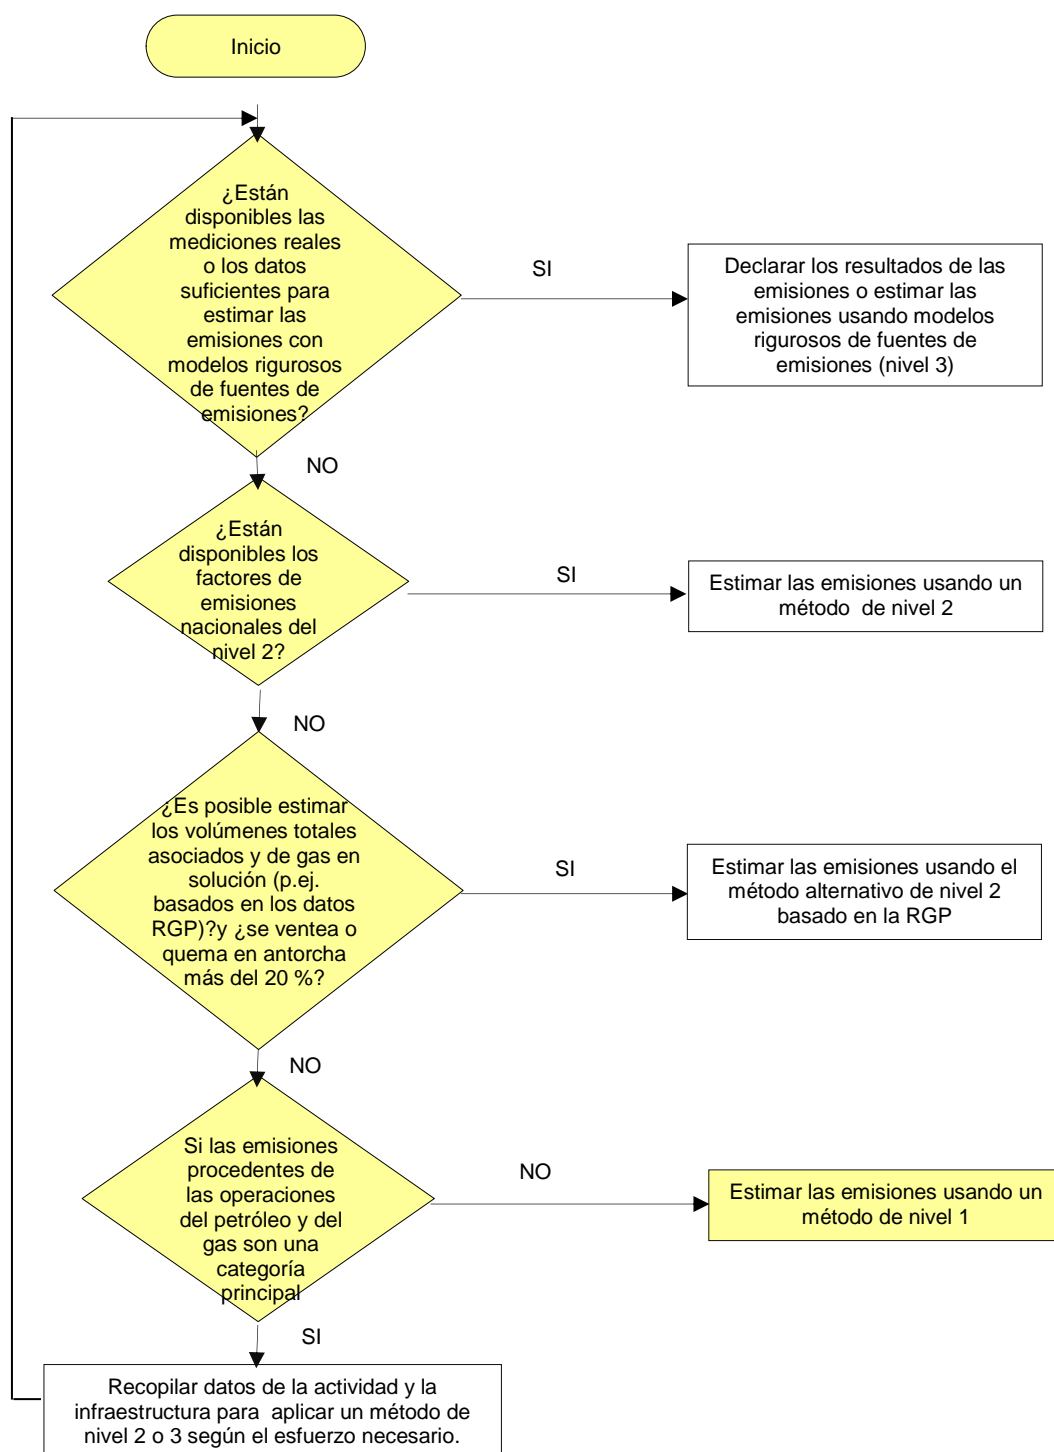 Inicio
¿Están
disponibles las
mediciones reales
o los datos
suficientes para
estimar las
emisiones con
modelos rigurosos
de fuentes de
emisiones?
SI
Declarar los resultados de las
emisiones o estimar las
emisiones usando modelos
rigurosos de fuentes de
emisiones (nivel 3)
NO
¿Están
disponibles los
factores de
emisiones
nacionales del
nivel 2?
SI
Estimar las emisiones usando un
método de nivel 2
NO
¿Es posible estimar
los volúmenes totales
asociados y de gas en
solución (p.ej.
basados en los datos
RGP)?y ¿se ventea o
quema en antorcha
más del 20 %?
SI
Estimar las emisiones usando el
método alternativo de nivel 2
basado en la RGP
NO
Si las emisiones
procedentes de
las operaciones
del petróleo y del
gas son una
categoría
principal
NO
Estimar las emisiones usando un
método de nivel 1
SI
Recopilar datos de la actividad y la
infraestructura para aplicar un método de
nivel 2 o 3 según el esfuerzo necesario.